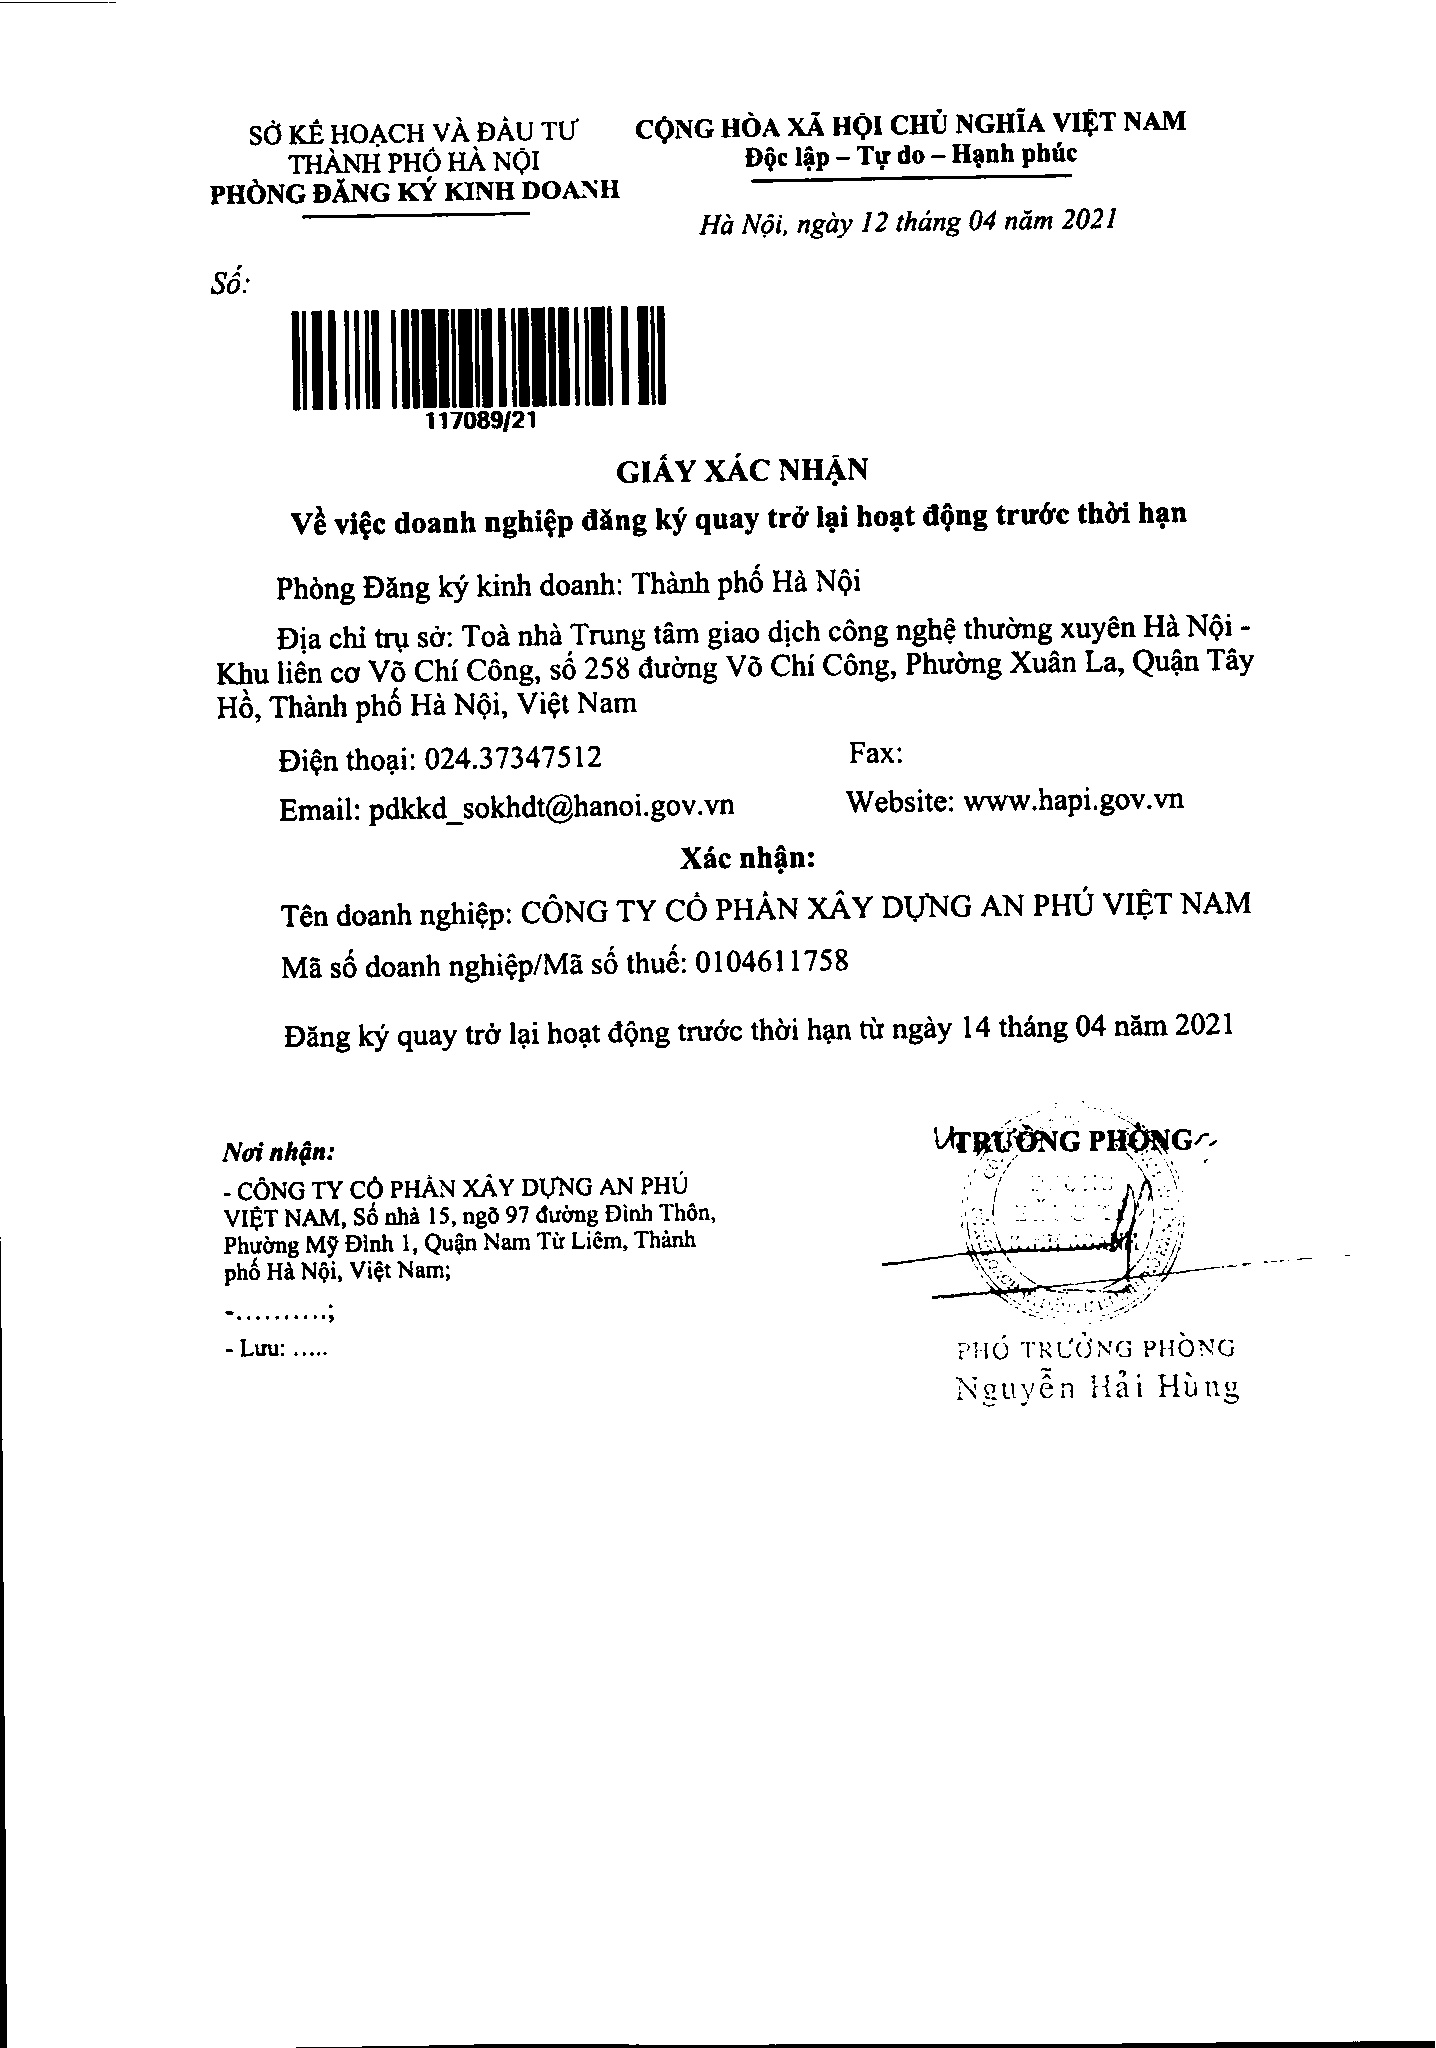 SỞ KẾ HOẠCH VÀ ĐẦU TƯ
THÀNH PHỐ HÀ NỘI
PHÒNG ĐĂNG KÝ KINH DOANH
CỘNG HÒA XÃ HỘI CHỦ NGHĨA VIỆT NAM
Độc lập – Tự do – Hạnh phúc
Hà Nội, ngày 12 tháng 04 năm 2021
Số:
117089/21
GIẤY XÁC NHẬN
Về việc doanh nghiệp đăng ký quay trở lại hoạt động trước thời hạn
Phòng Đăng ký kinh doanh: Thành phố Hà Nội
Địa chỉ trụ sở: Toà nhà Trung tâm giao dịch công nghệ thường xuyên Hà Nội -
Khu liên cơ Võ Chí Công, số 258 đường Võ Chí Công, Phường Xuân La, Quận Tây
Hồ, Thành phố Hà Nội, Việt Nam
Điện thoại: 024.37347512 Fax:
Email: pdkkd_sokhdt@hanoi.gov.vn Website: www.hapi.gov.vn
Xác nhận:
Tên doanh nghiệp: CÔNG TY CỔ PHẦN XÂY DỰNG AN PHÚ VIỆT NAM
Mã số doanh nghiệp/Mã số thuế: 0104611758
Đăng ký quay trở lại hoạt động trước thời hạn từ ngày 14 tháng 04 năm 2021
Nơi nhận:
- CÔNG TY CỔ PHẦN XÂY DỰNG AN PHÚ
VIỆT NAM, Số nhà 15, ngõ 97 đường Đình Thôn,
Phường Mỹ Đình 1, Quận Nam Từ Liêm, Thành
phố Hà Nội, Việt Nam;
-..........;
- Lưu: .....
TRƯỞNG PHÒNG
PHÓ TRƯỞNG PHÒNG
Nguyễn Hải Hùng